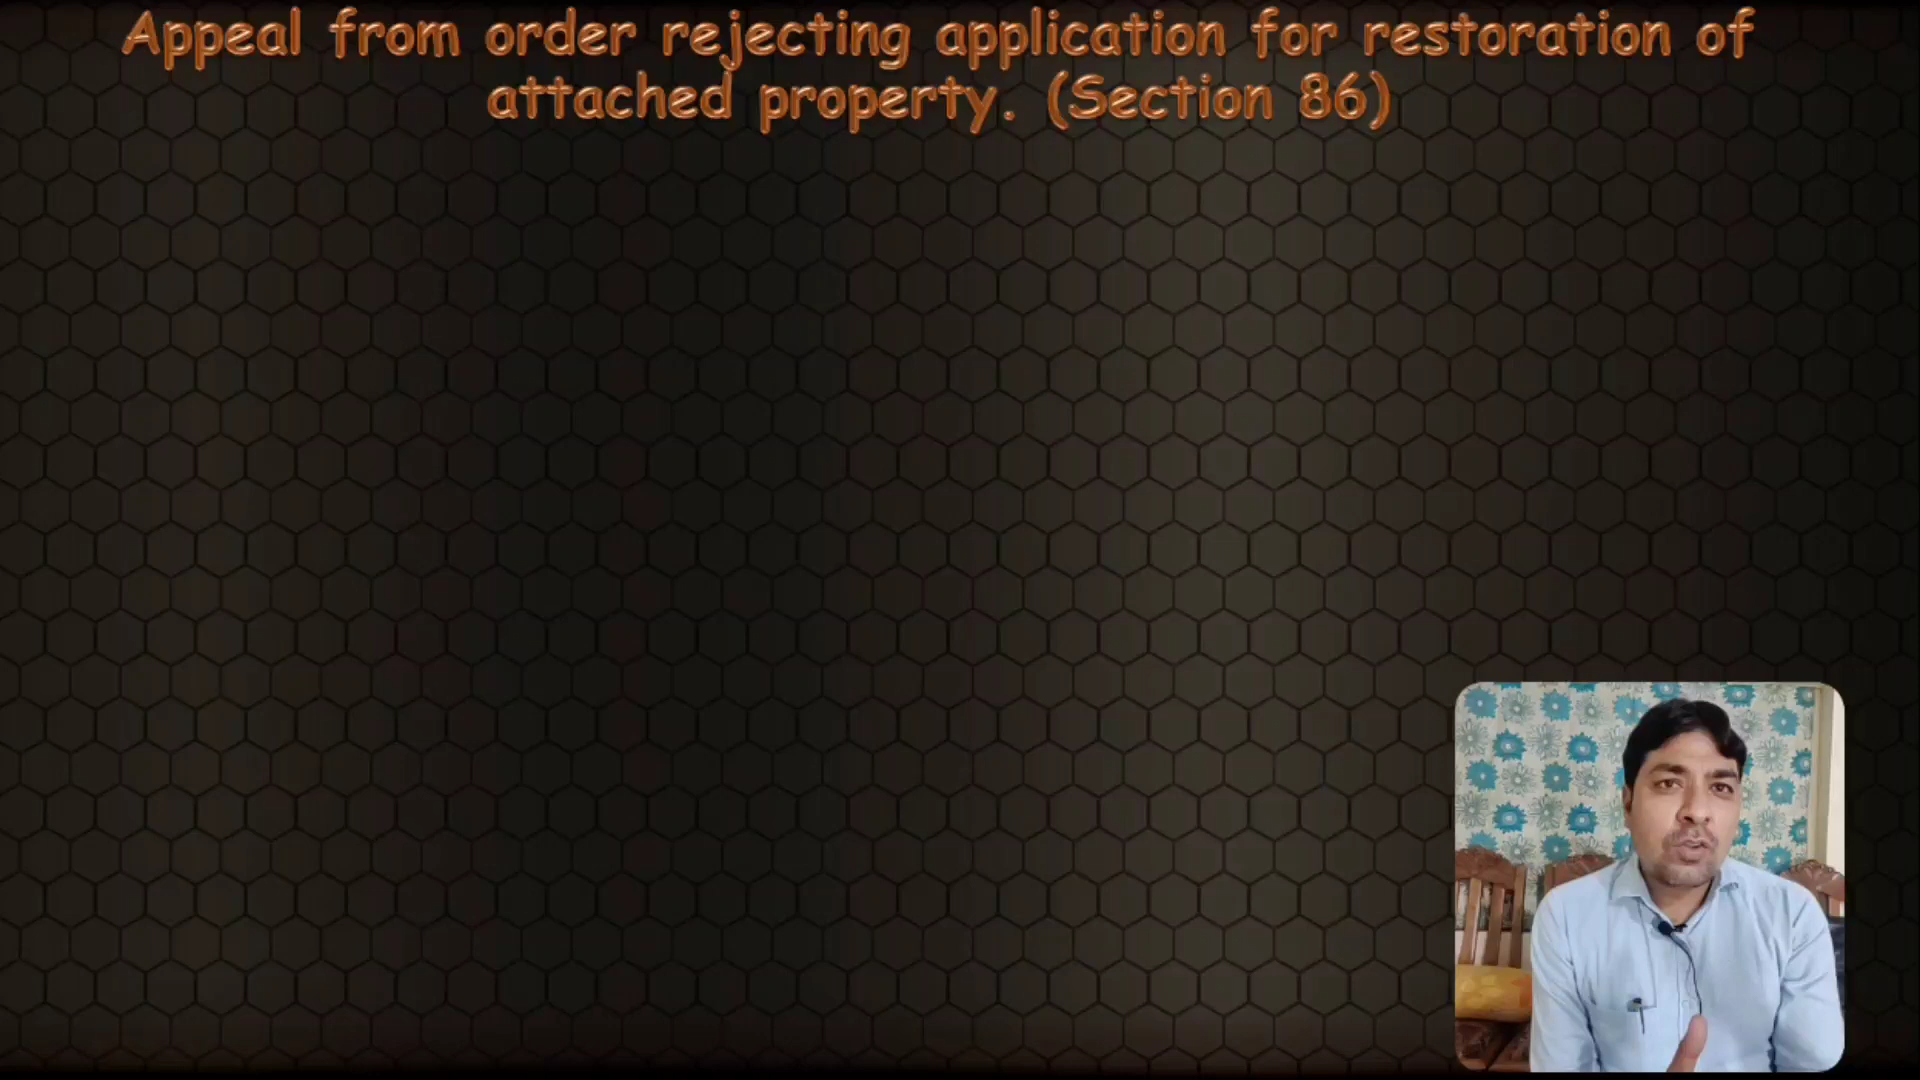 Appeal from order rejecting application for restoration of
attached property. (Section 86)